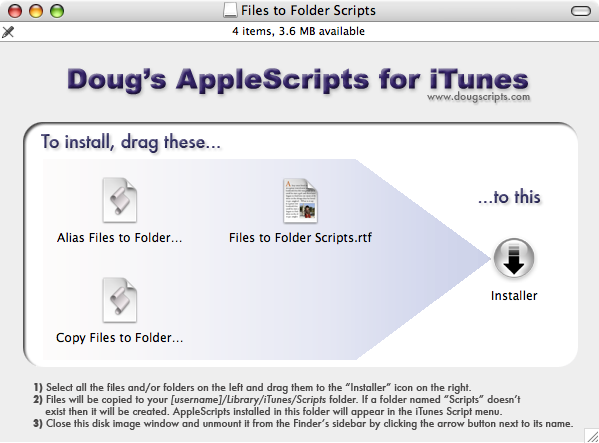 Files to Folder Scripts
4 items, 3.6 MB available
Doug's AppleScripts for iTunes
www.dougscripts.com
To install, drag these...
...to this
Alias Files to Folder...
Files to Folder Scripts.rtf
Installer
Copy Files to Folder...
1) Select all the files and/or folders on the left and drag them to the "Installer" icon on the right.
2) Files will be copied to your [username]/Library/iTunes/Scripts folder. If a folder named "Scripts" doesn't
exist then it will be created. AppleScripts installed in this folder will appear in the iTunes Script menu.
3) Close this disk image window and unmount it from the Finder's sidebar by clicking the arrow button next to its name.